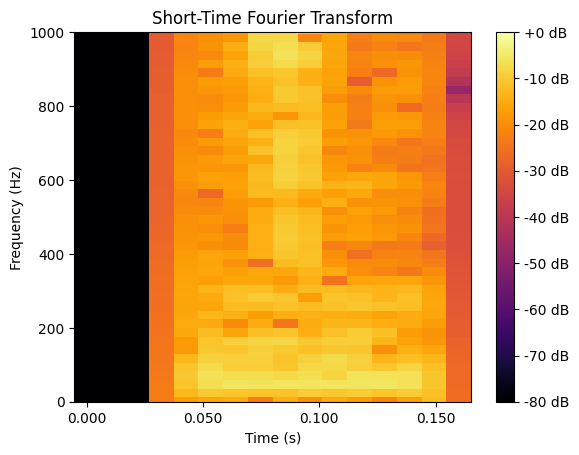 Short-Time Fourier Transform
Frequency (Hz)
1000
800
600
400
200
0
0.000
0.050
0.100
0.150
Time (s)
+0 dB
-10 dB
-20 dB
-30 dB
-40 dB
-50 dB
-60 dB
-70 dB
-80 dB